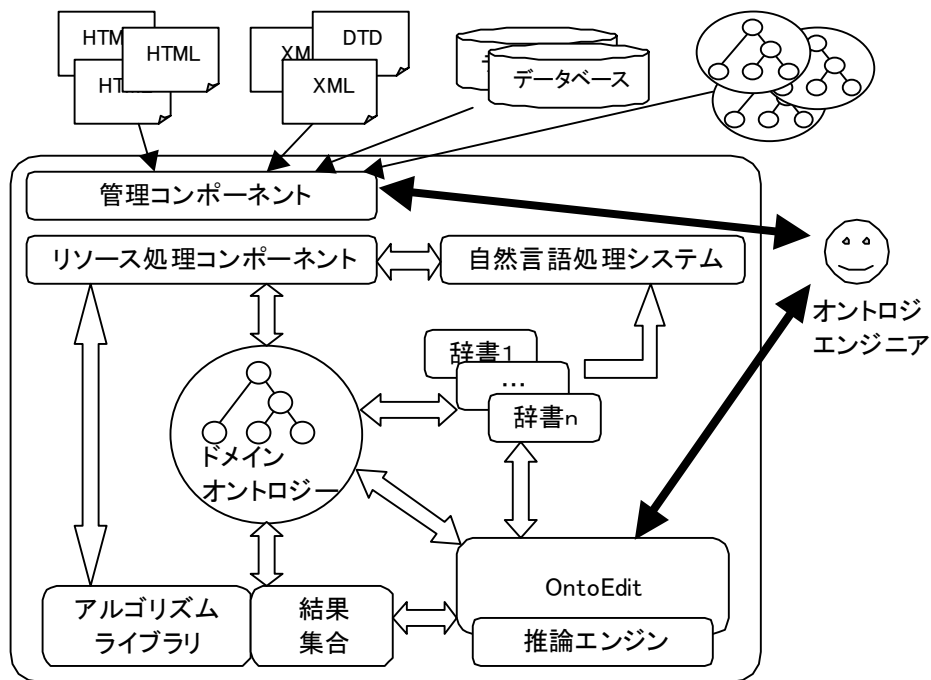 HTM
HTML
HT
XM
DTD
XML
データベース
管理コンポーネント
リソース処理コンポーネント
自然言語処理システム
オントロジ
エンジニア
辞書1
…
辞書n
ドメイン
オントロジー
OntoEdit
推論エンジン
アルゴリズム
ライブラリ
結果
集合